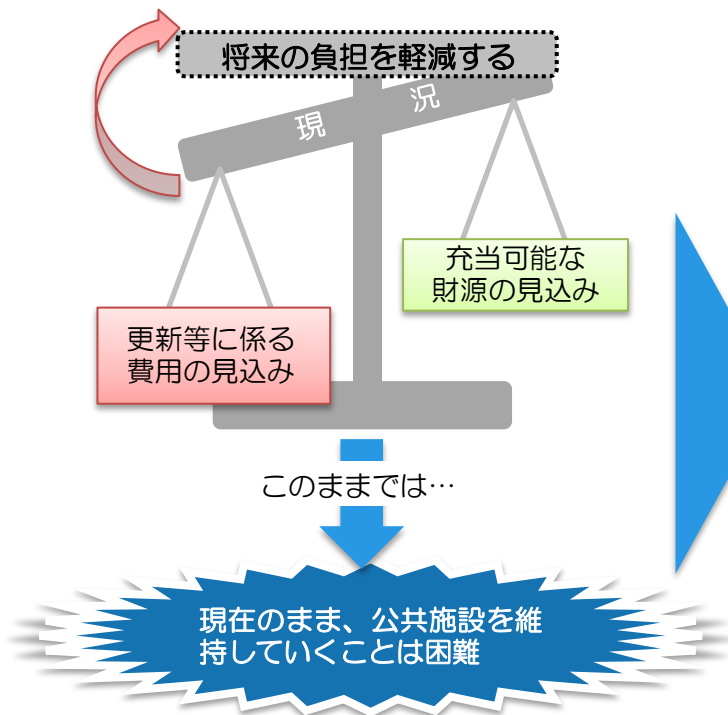 将来の負担を軽減する
現況
充当可能な
財源の見込み
更新等に係る
費用の見込み
このままでは…
現在のまま、公共施設を維
持していくことは困難